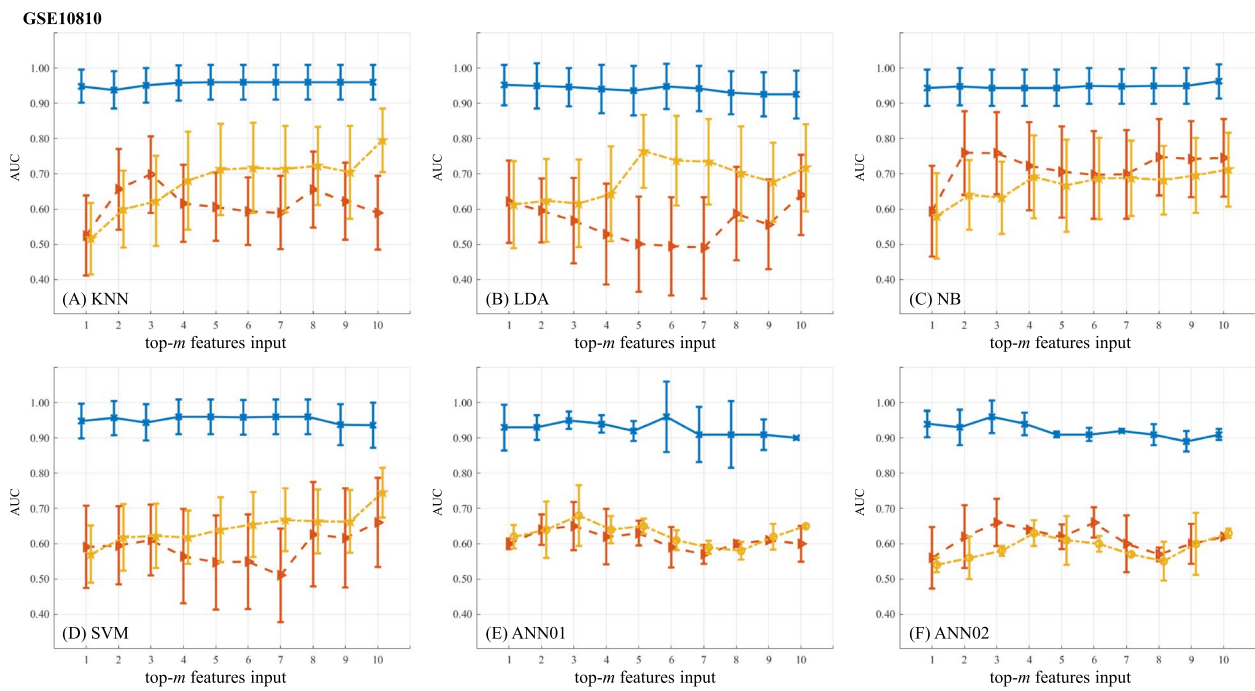 GSE10810
1.00
0.90
0.80
0.70
0.60
0.50
0.40
AUC
(A) KNN
1 2 3 4 5 6 7 8 9 10
top-m features input
1.00
0.90
0.80
0.70
0.60
0.50
0.40
AUC
(B) LDA
1 2 3 4 5 6 7 8 9 10
top-m features input
1.00
0.90
0.80
0.70
0.60
0.50
0.40
AUC
(C) NB
1 2 3 4 5 6 7 8 9 10
top-m features input
1.00
0.90
0.80
0.70
0.60
0.50
0.40
AUC
(D) SVM
1 2 3 4 5 6 7 8 9 10
top-m features input
1.00
0.90
0.80
0.70
0.60
0.50
0.40
AUC
(E) ANN01
1 2 3 4 5 6 7 8 9 10
top-m features input
1.00
0.90
0.80
0.70
0.60
0.50
0.40
AUC
(F) ANN02
1 2 3 4 5 6 7 8 9 10
top-m features input